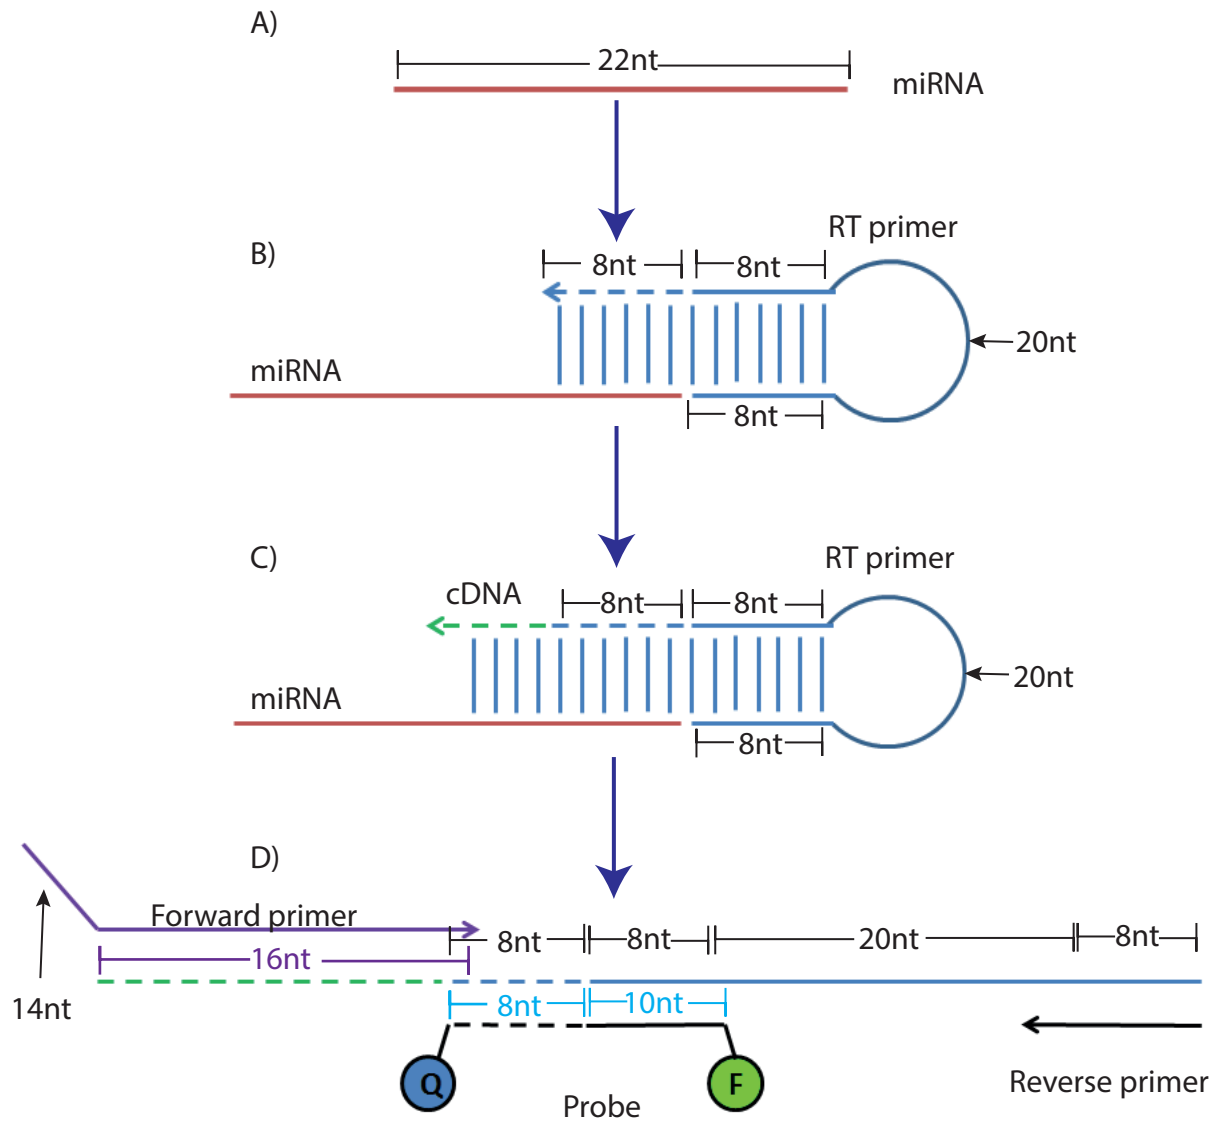 A)
22nt
miRNA
B)
RT primer
8nt
8nt
20nt
miRNA
8nt
C)
RT primer
cDNA
8nt
8nt
20nt
miRNA
8nt
D)
Forward primer
8nt
8nt
20nt
8nt
16nt
14nt
8nt
10nt
Q
F
Probe
Reverse primer